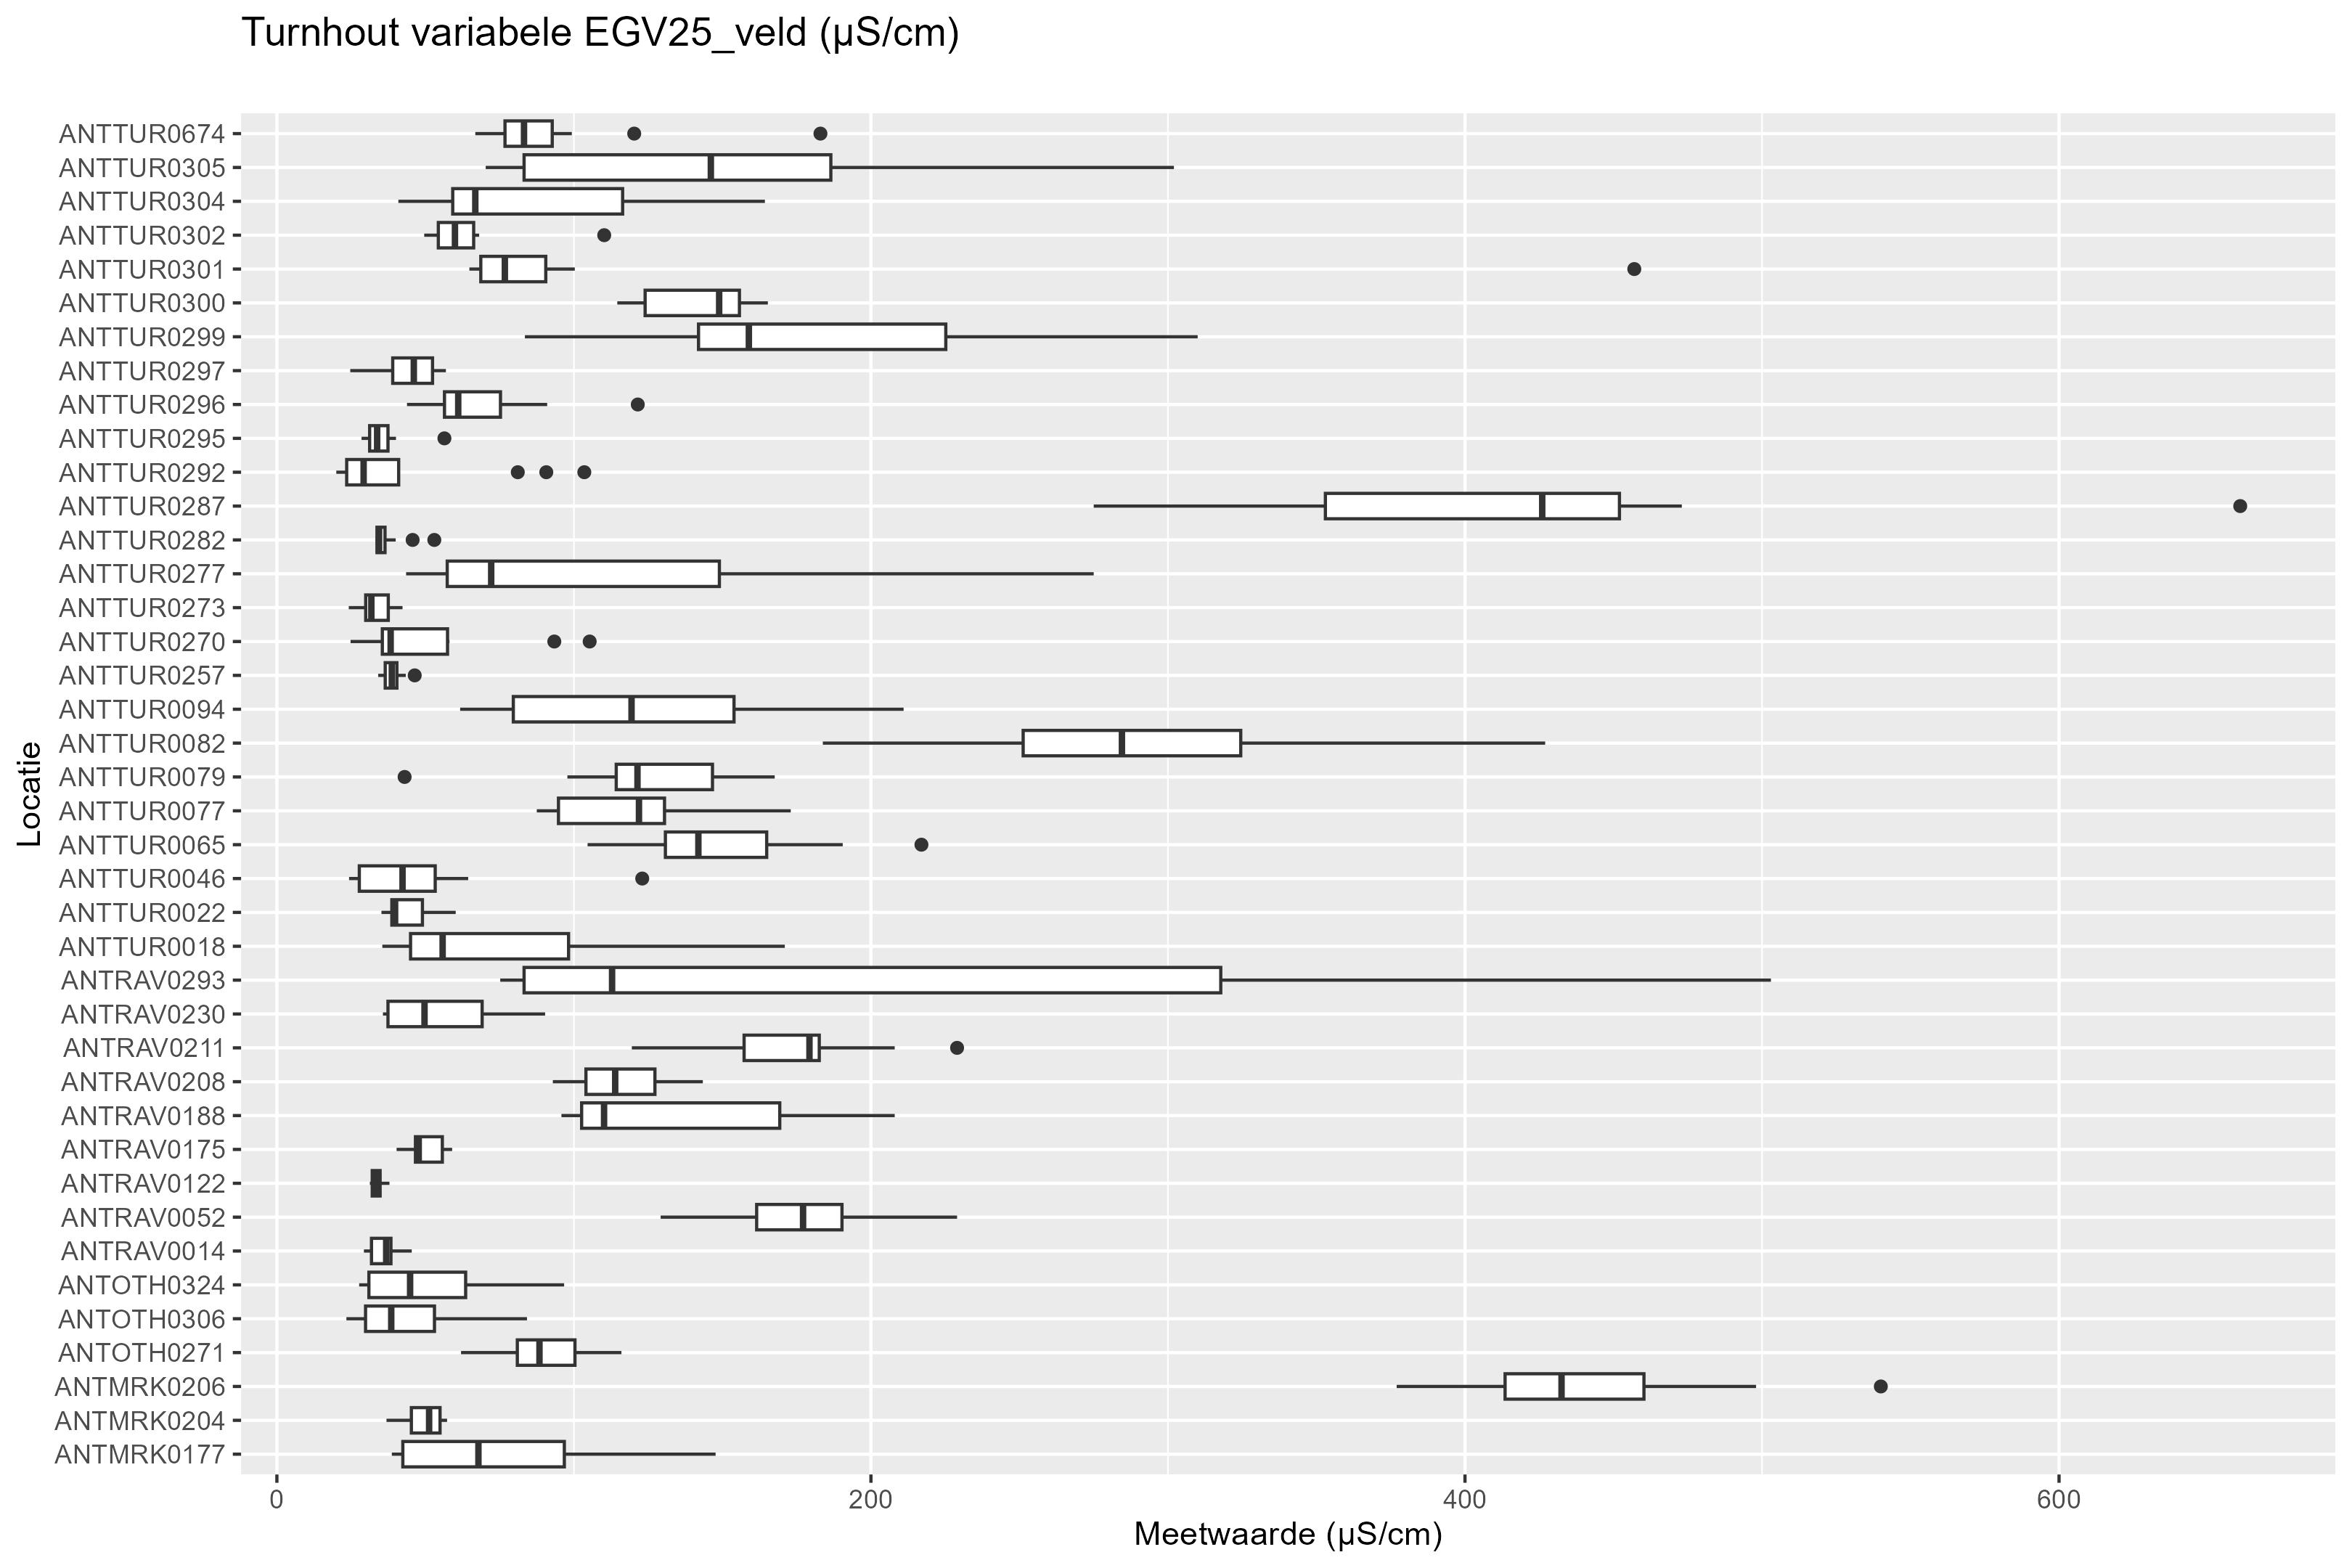 Turnhout variabele EGV25_veld (µS/cm)
ANTTUR0674
ANTTUR0305
ANTTUR0304
ANTTUR0302
ANTTUR0301
ANTTUR0300
ANTTUR0299
ANTTUR0297
ANTTUR0296
ANTTUR0295
ANTTUR0292
ANTTUR0287
ANTTUR0282
ANTTUR0277
ANTTUR0273
ANTTUR0270
ANTTUR0257
ANTTUR0094
ANTTUR0082
ANTTUR0079
ANTTUR0077
ANTTUR0065
ANTTUR0046
ANTTUR0022
ANTTUR0018
ANTRAV0293
ANTRAV0230
ANTRAV0211
ANTRAV0208
ANTRAV0188
ANTRAV0175
ANTRAV0122
ANTRAV0052
ANTRAV0014
ANTOTH0324
ANTOTH0306
ANTOTH0271
ANTMRK0206
ANTMRK0204
ANTMRK0177
Locatie
0 200 400 600
Meetwaarde (µS/cm)